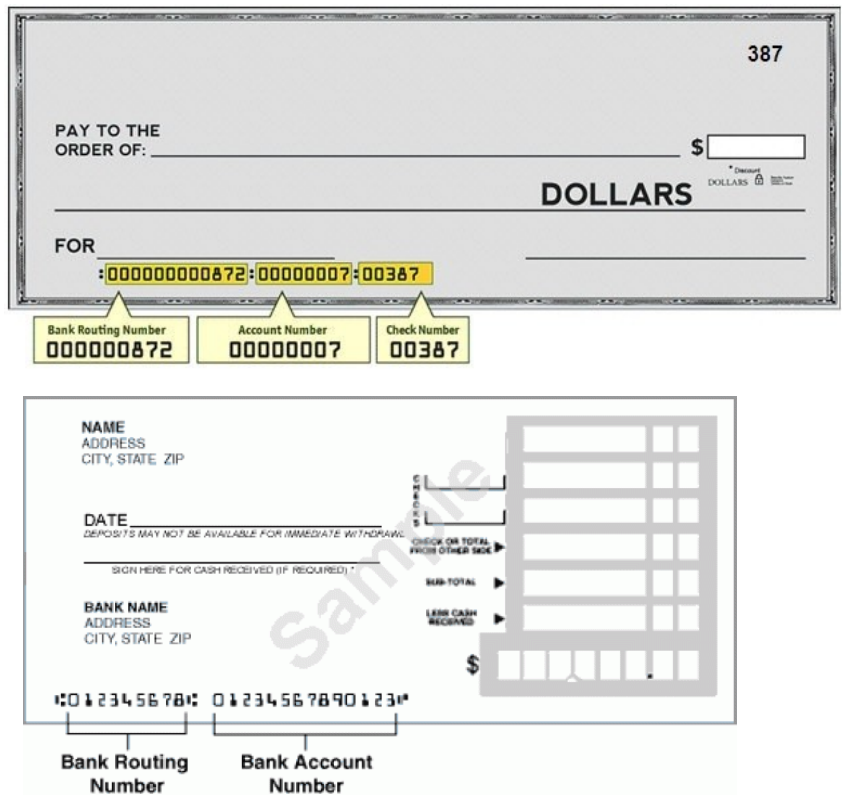 387
PAY TO THE
ORDER OF: $
* Discount
DOLLARS
DOLLARS
FOR
:000000000872:00000007:00387
Bank Routing Number Account Number Check Number
000000872 00000007 00387
NAME
ADDRESS
CITY, STATE ZIP
CHECKS
DATE
DEPOSITS MAY NOT BE AVAILABLE FOR IMMEDIATE WITHDRAWL
CHECK OR TOTAL
FROM OTHER SIDE
SIGN HERE FOR CASH RECEIVED (IF REQUIRED) *
SUB-TOTAL
BANK NAME
ADDRESS
CITY, STATE ZIP
LESS CASH
RECEIVED
Sample
$
⑆012345678⑆01234567890123⑈
Bank Routing
Number
Bank Account
Number